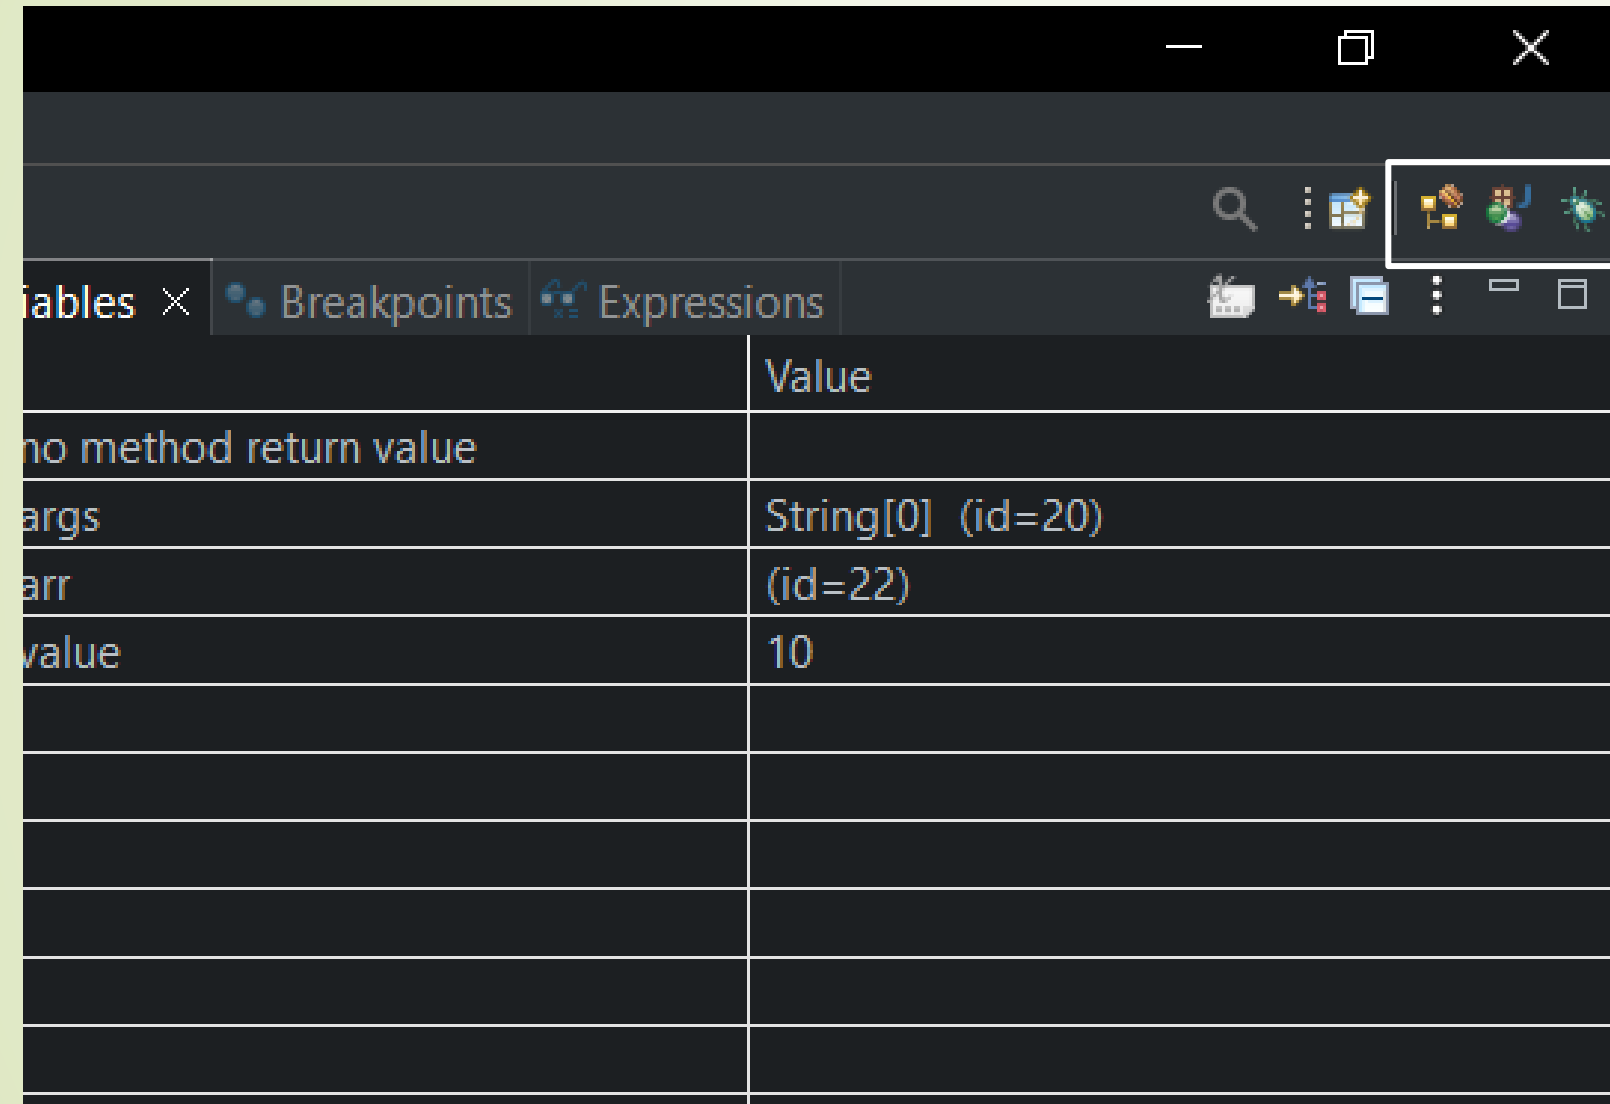 iables Breakpoints Expressions
Value
no method return value
args String[0] (id=20)
arr (id=22)
value 10